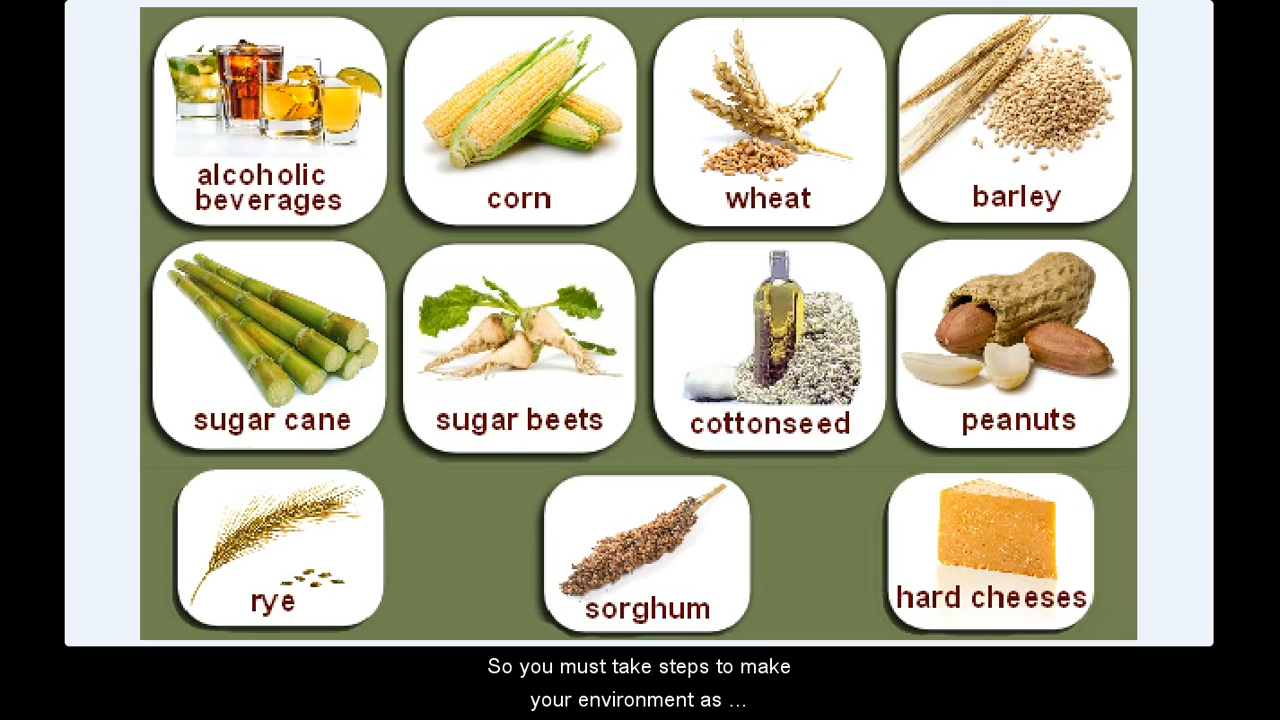 alcoholic
beverages
corn
wheat
barley
sugar cane
sugar beets
cottonseed
peanuts
rye
sorghum
hard cheeses
So you must take steps to make
your environment as ...